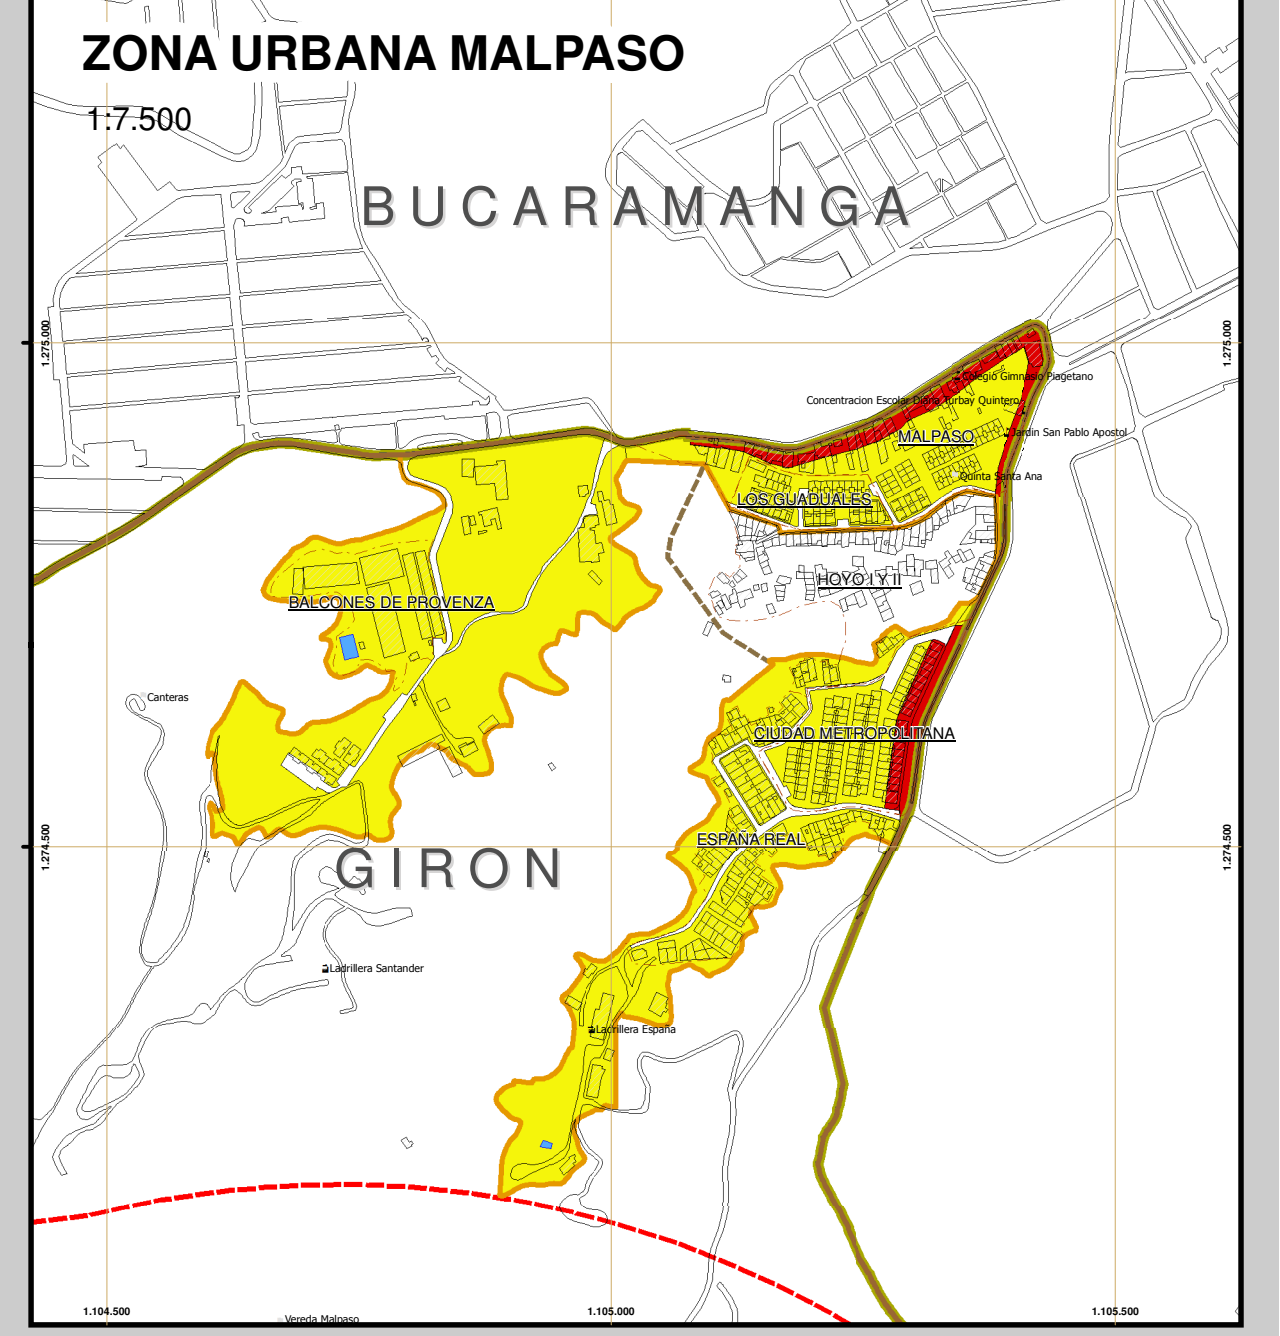 ZONA URBANA MALPASO
1:7.500
BUCARAMANGA
1.275.000
1.275.000
Colegio Gimnasio Piagetano
Concentracion Escolar Diana Turbay Quintero
MALPASO
Jardin San Pablo Apostol
Quinta Santa Ana
LOS GUADUALES
HOYO I Y II
BALCONES DE PROVENZA
Canteras
CIUDAD METROPOLITANA
ESPAÑA REAL
1.274.500
1.274.500
GIRON
Ladrillera Santander
Ladrillera España
1.104.500
1.105.000
1.105.500
Vereda Malpaso